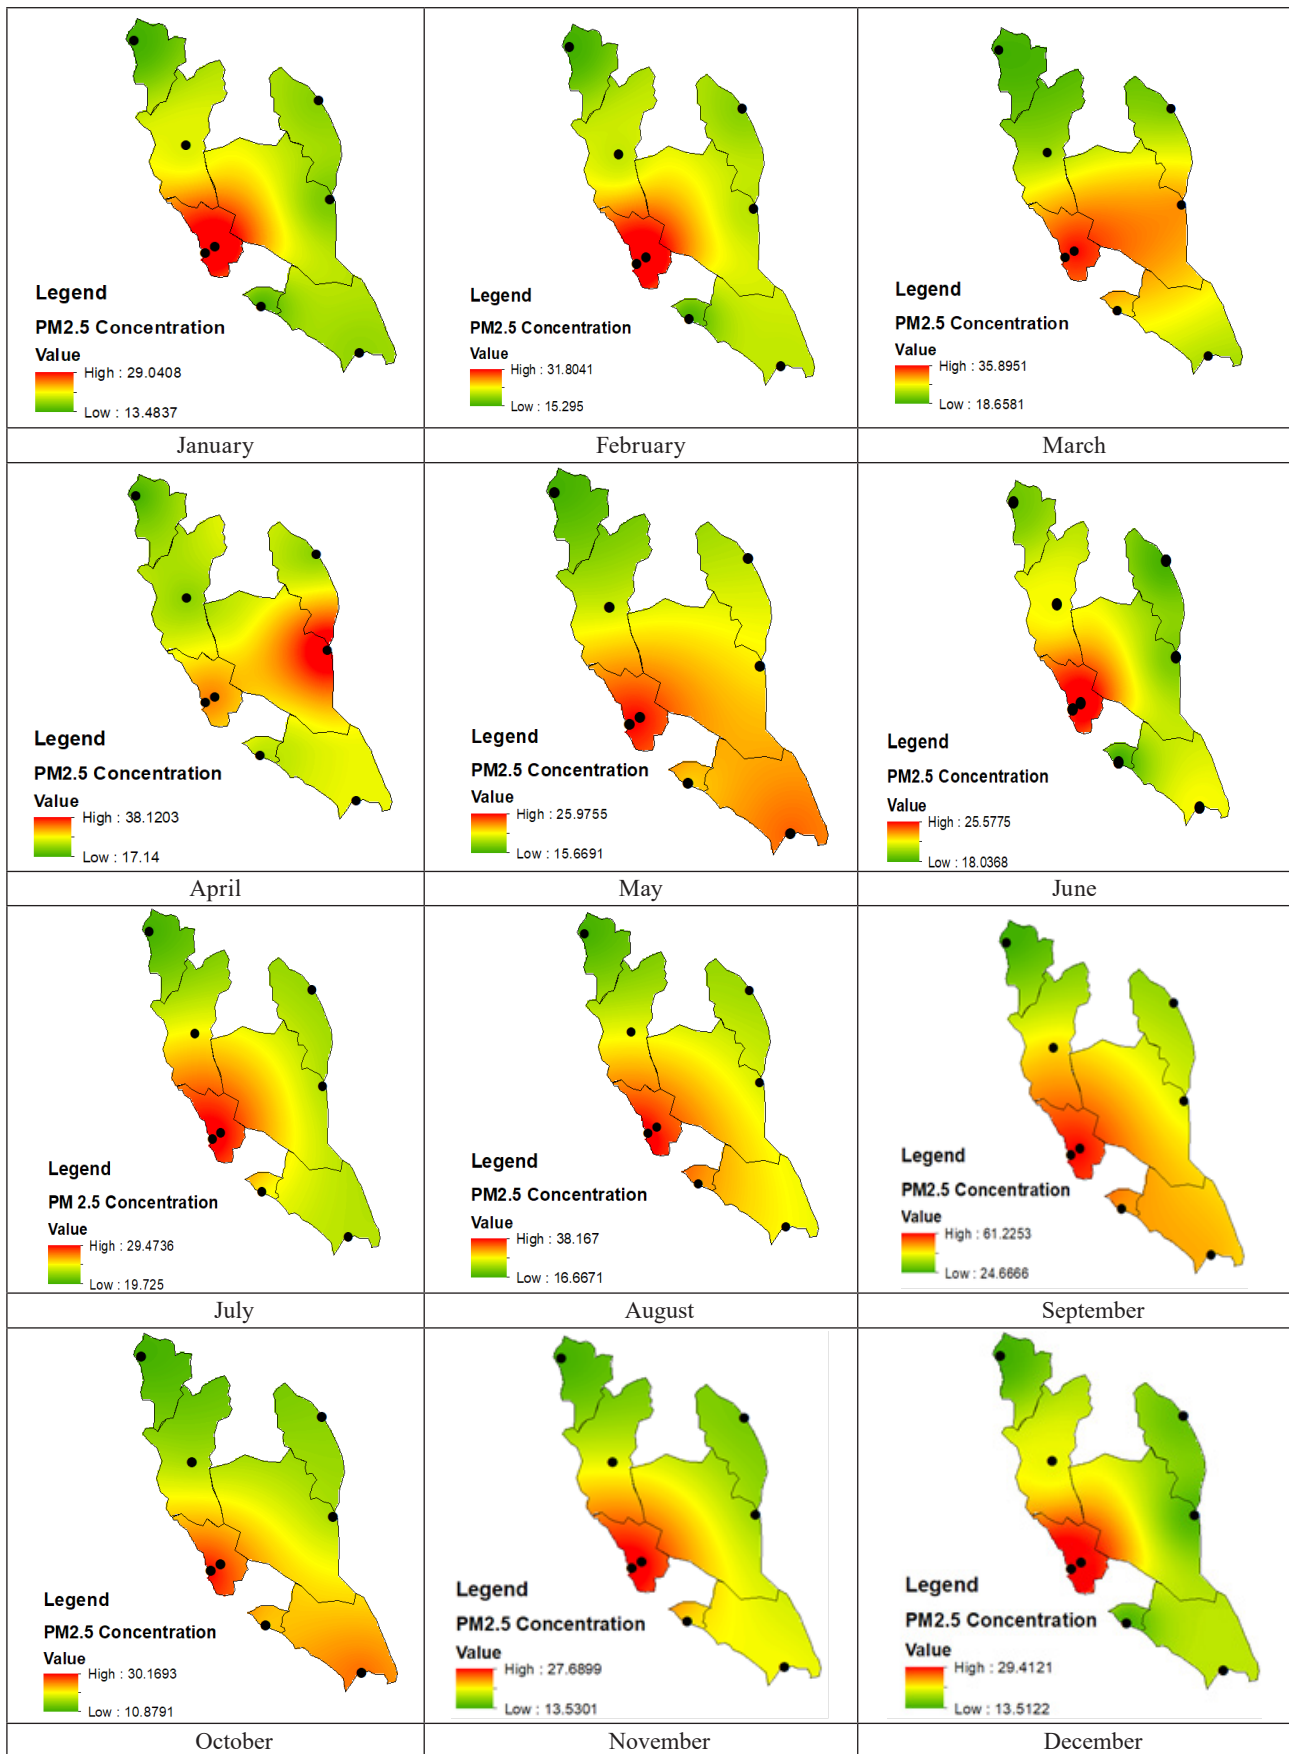 Legend
PM2.5 Concentration
Value
High : 29.0408
Low : 13.4837
January
Legend
PM2.5 Concentration
Value
High : 31.8041
Low : 15.295
February
Legend
PM2.5 Concentration
Value
High : 35.8951
Low : 18.6581
March
Legend
PM2.5 Concentration
Value
High : 38.1203
Low : 17.14
April
Legend
PM2.5 Concentration
Value
High : 25.9755
Low : 15.6691
May
Legend
PM2.5 Concentration
Value
High : 25.5775
Low : 18.0368
June
Legend
PM 2.5 Concentration
Value
High : 29.4736
Low : 19.725
July
Legend
PM2.5 Concentration
Value
High : 38.167
Low : 16.6671
August
Legend
PM2.5 Concentration
Value
High : 61.2253
Low : 24.6666
September
Legend
PM2.5 Concentration
Value
High : 30.1693
Low : 10.8791
October
Legend
PM2.5 Concentration
Value
High : 27.6899
Low : 13.5301
November
Legend
PM2.5 Concentration
Value
High : 29.4121
Low : 13.5122
December